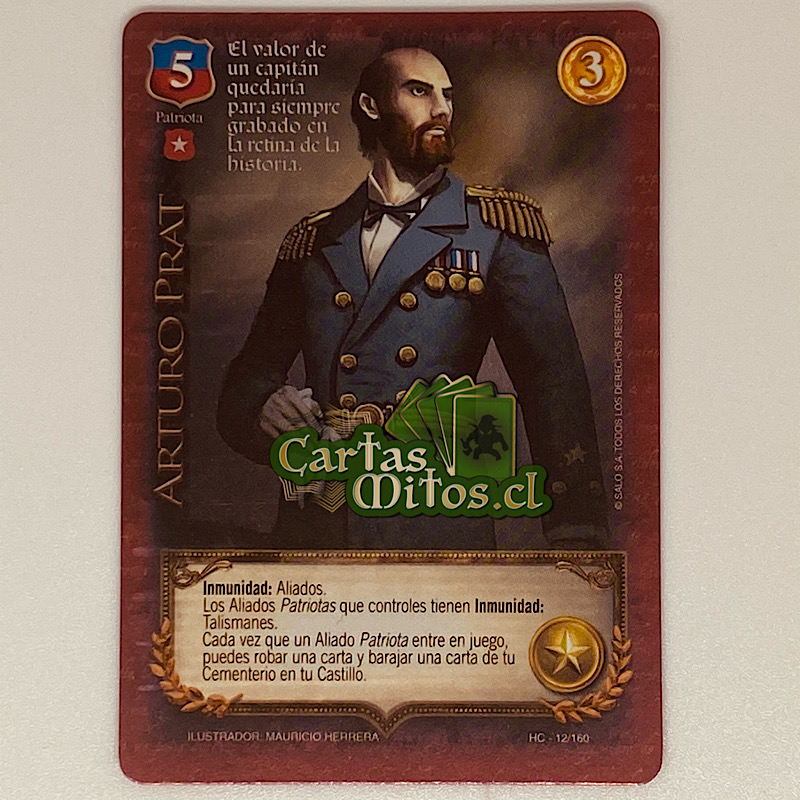 5
Patriota
El valor de
un capitán
quedaría
para siempre
grabado en
la retina de la
historia.
3
ARTURO PRAT
© SALO S.A. TODOS LOS DERECHOS RESERVADOS
Cartas
Mitos.cl
Inmunidad: Aliados.
Los Aliados Patriotas que controles tienen Inmunidad:
Talismanes.
Cada vez que un Aliado Patriota entre en juego,
puedes robar una carta y barajar una carta de tu
Cementerio en tu Castillo.
ILUSTRADOR: MAURICIO HERRERA
HC - 12/160